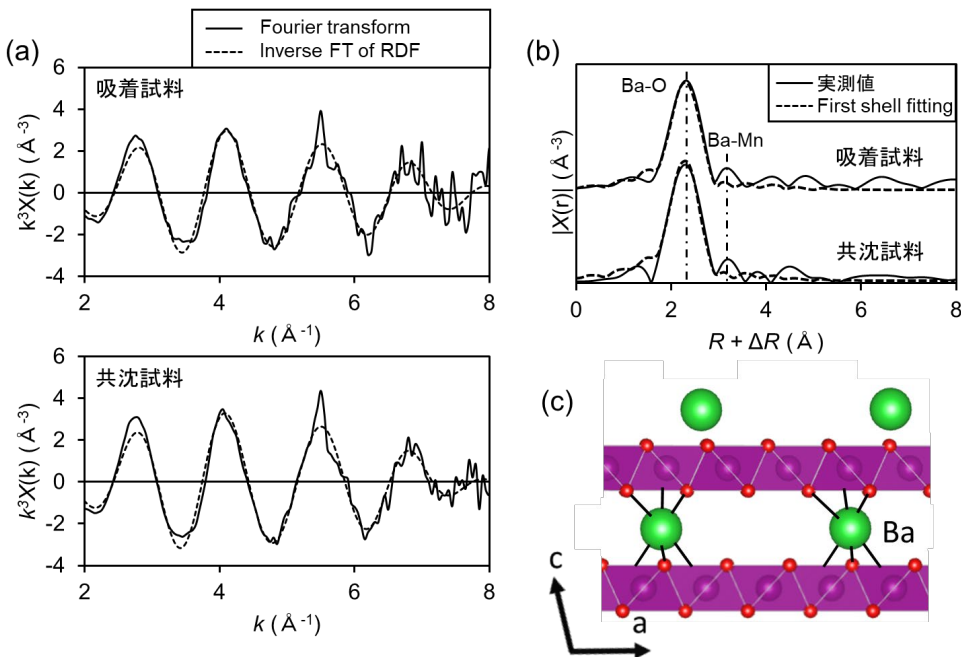 (a)
Fourier transform
Inverse FT of RDF
吸着試料
k³X(k) (Å⁻³)
6
4
2
0
-2
-4
2
4
6
8
k (Å⁻¹)
共沈試料
k³X(k) (Å⁻³)
6
4
2
0
-2
-4
2
4
6
8
k (Å⁻¹)
(b)
実測値
First shell fitting
Ba-O
Ba-Mn
吸着試料
共沈試料
|X(r)| (Å⁻³)
0
2
4
6
8
R + ΔR (Å)
(c)
Ba
c
a